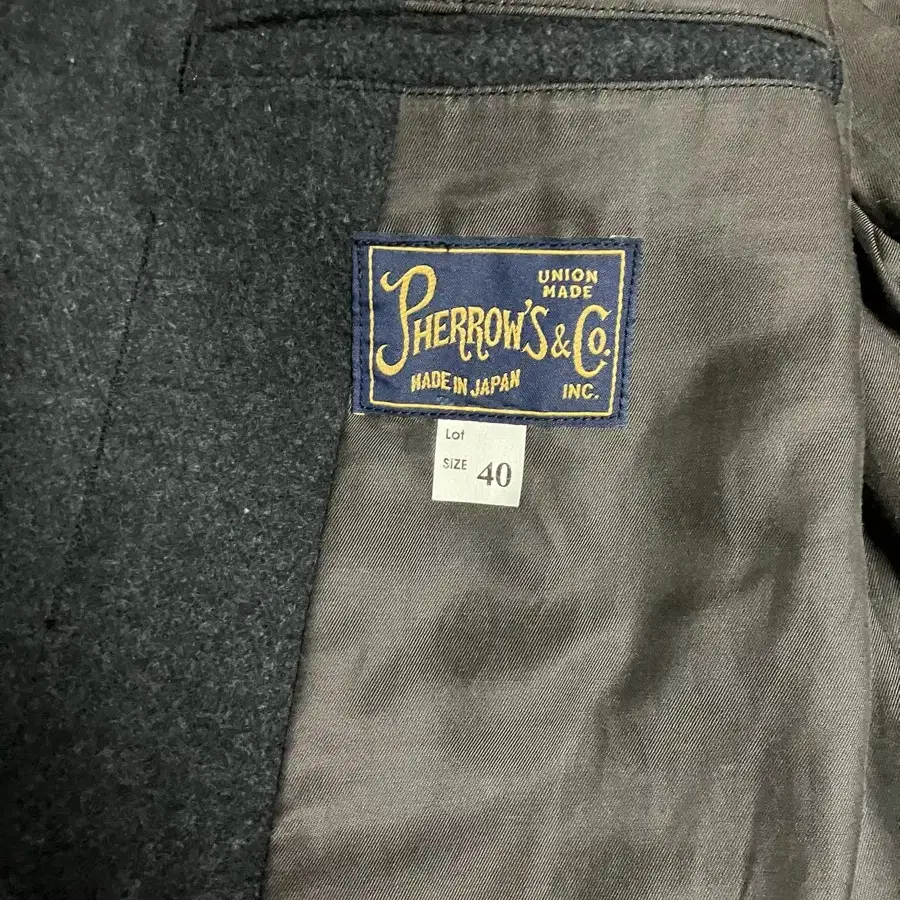 UNION
MADE
PHERROW'S & Co.
MADE IN JAPAN
INC.
Lot
SIZE 40